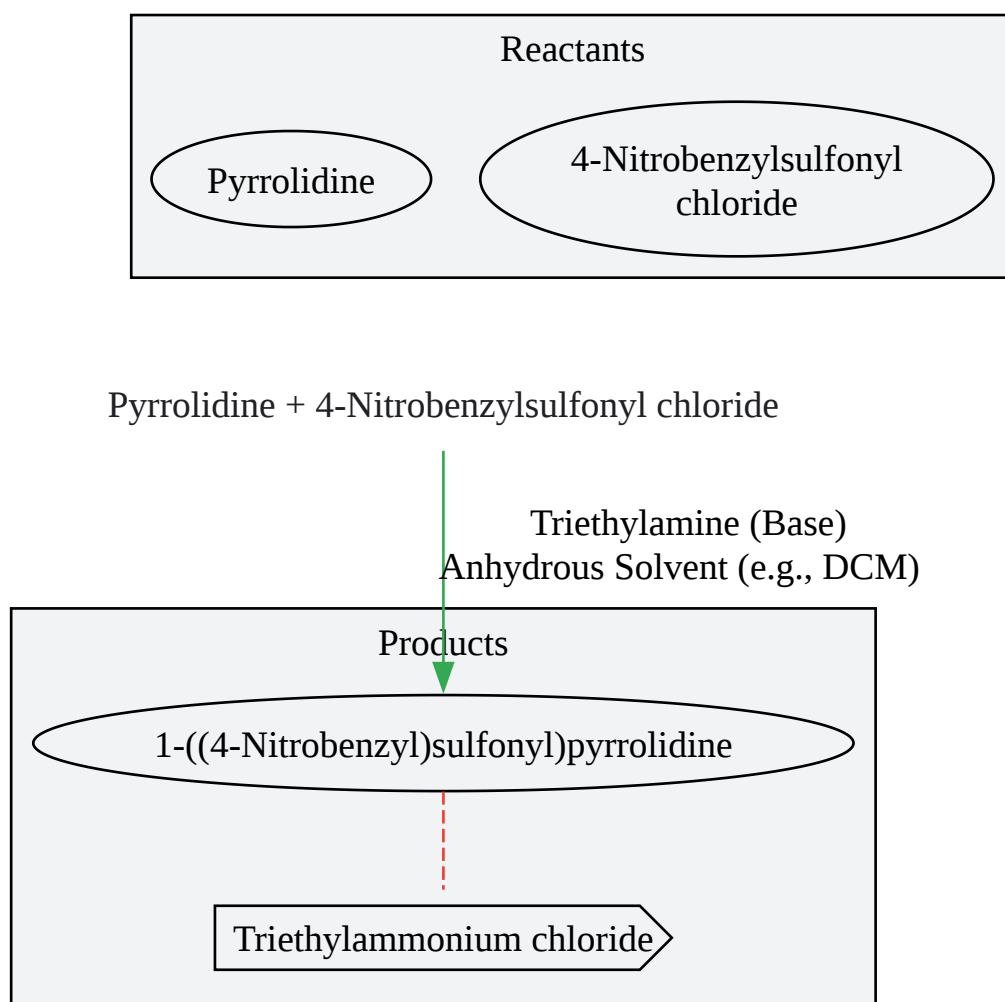 Reactants
Pyrrolidine
4-Nitrobenzylsulfonyl
chloride
Pyrrolidine + 4-Nitrobenzylsulfonyl chloride
Triethylamine (Base)
Anhydrous Solvent (e.g., DCM)
Products
1-((4-Nitrobenzyl)sulfonyl)pyrrolidine
Triethylammonium chloride